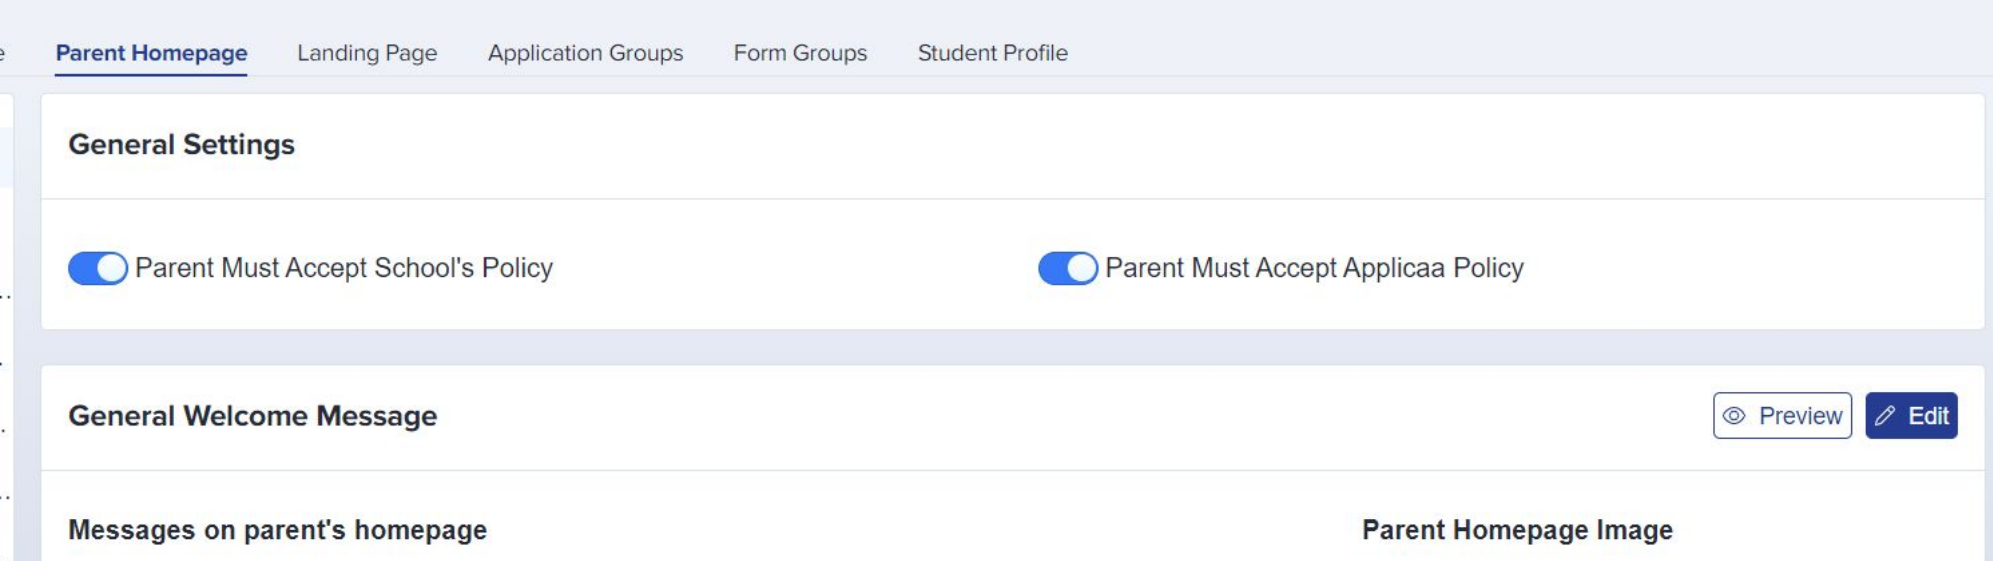 Parent Homepage Landing Page Application Groups Form Groups Student Profile
General Settings
Parent Must Accept School's Policy Parent Must Accept Applicaa Policy
General Welcome Message Preview Edit
Messages on parent's homepage Parent Homepage Image